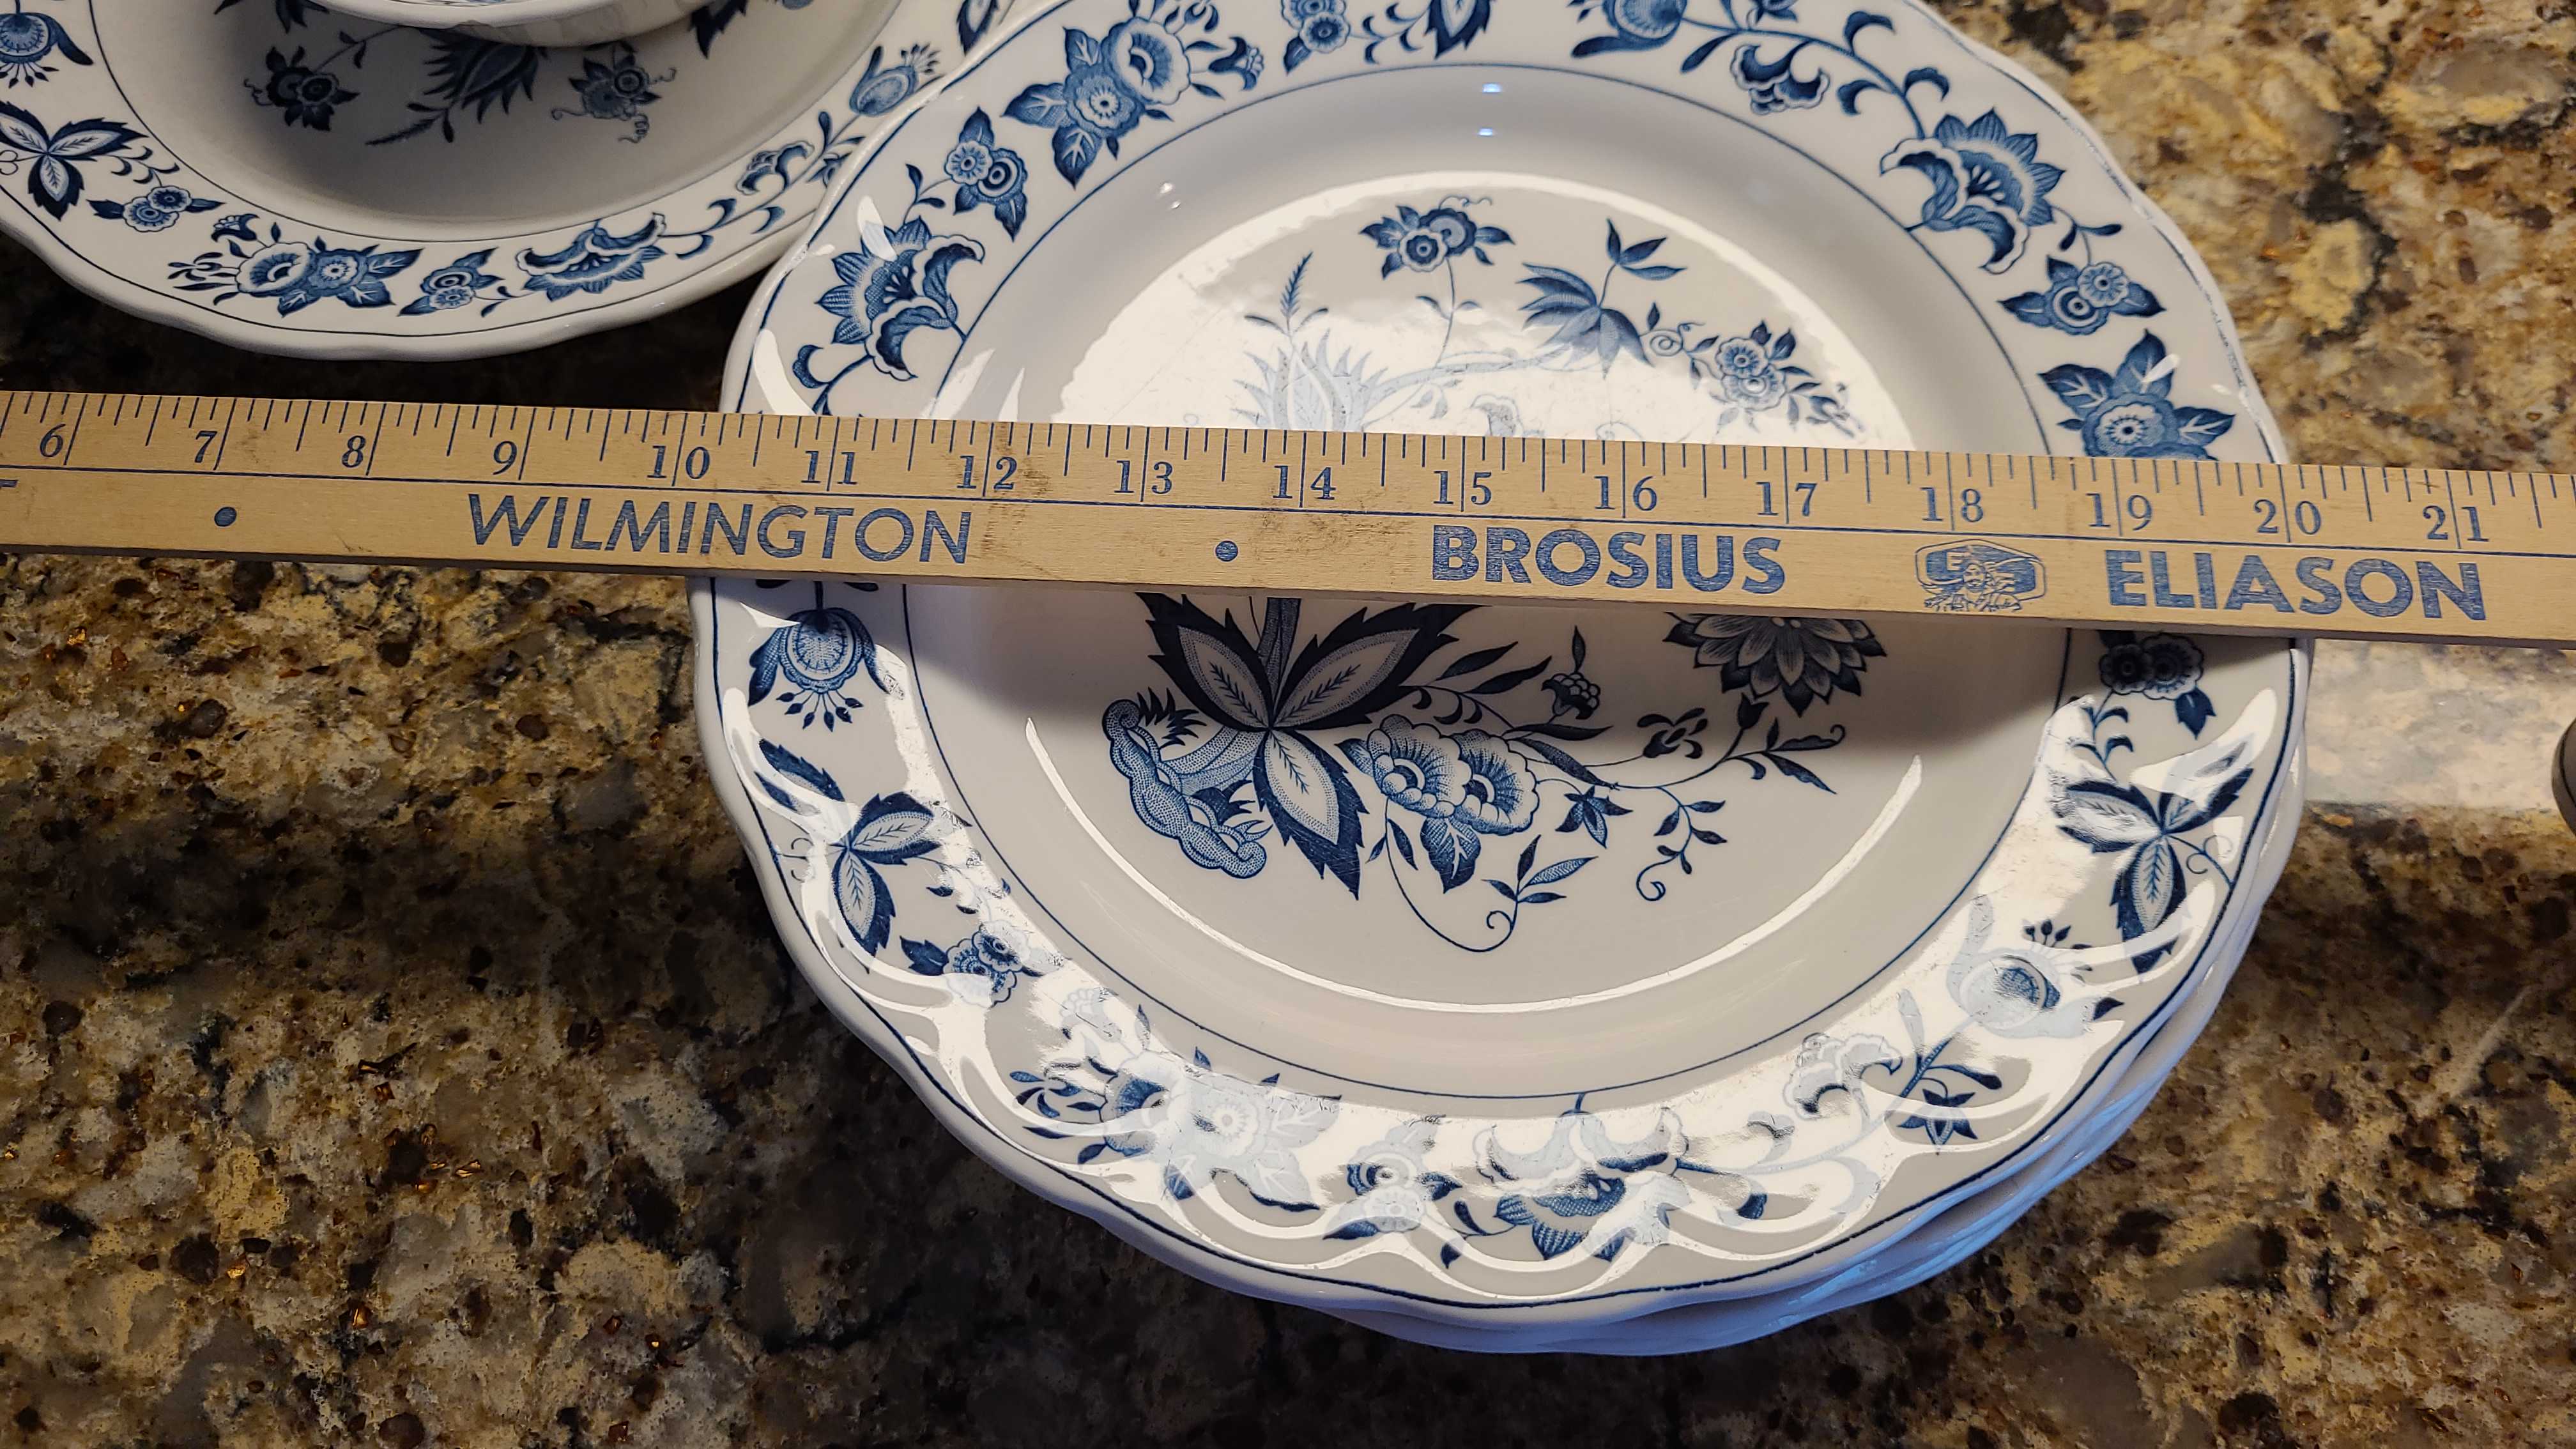 6 7 8 9 10 11 12 13 14 15 16 17 18 19 20 21
WILMINGTON • BROSIUS E ELIASON